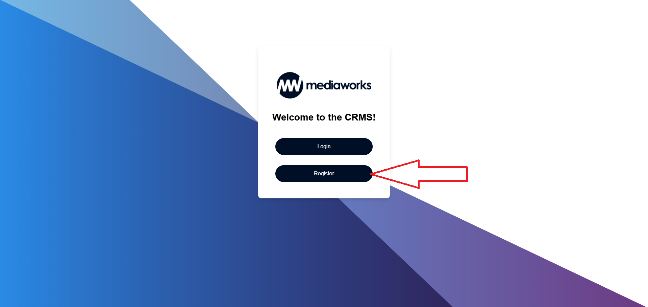 mediaworks
Welcome to the CRMS!
Login
Register